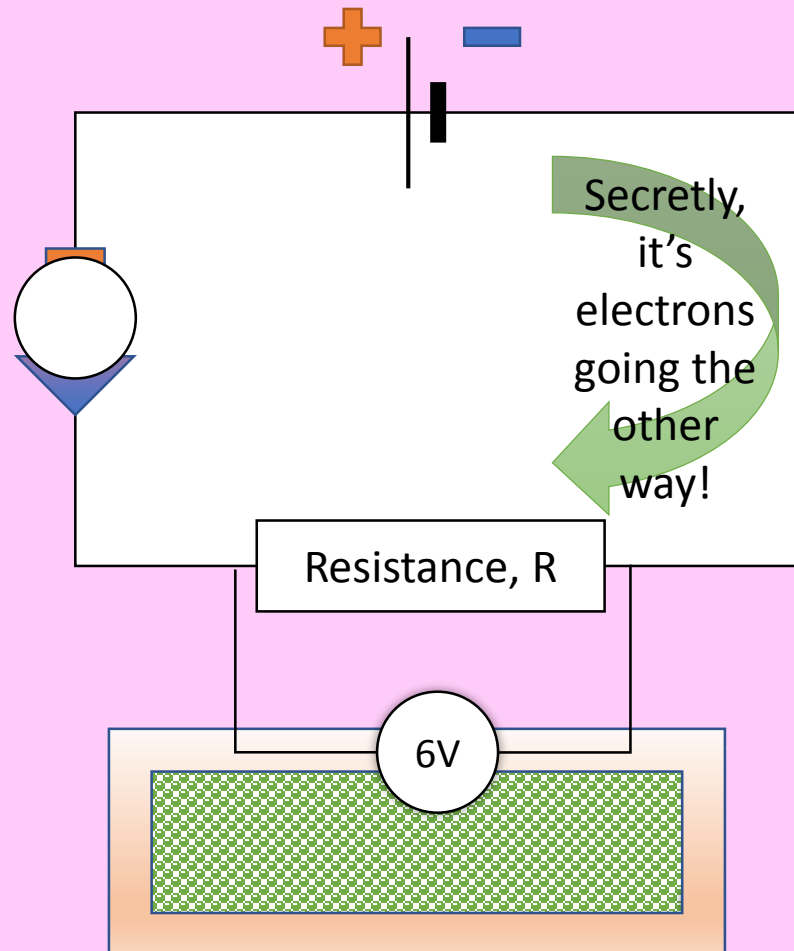 Secretly,
it’s
electrons
going the
other
way!
Resistance, R
6V